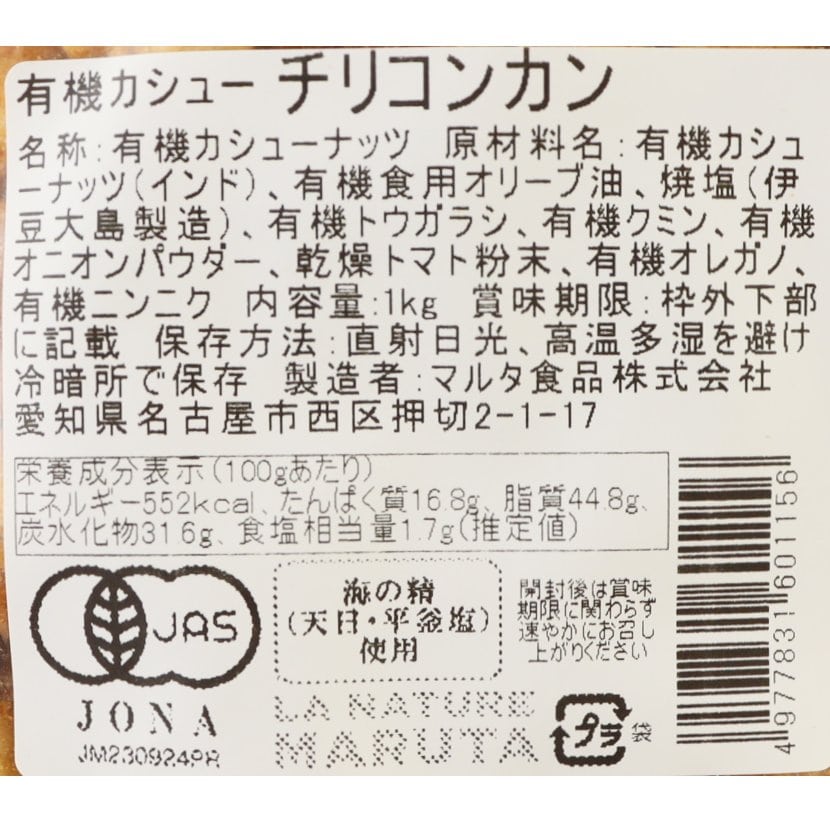 有機カシュー チリコンカン
名称:有機カシューナッツ 原材料名:有機カシュ
ーナッツ(インド)、有機食用オリーブ油、焼塩(伊
豆大島製造)、有機トウガラシ、有機クミン、有機
オニオンパウダー、乾燥トマト粉末、有機オレガノ、
有機ニンニク 内容量:1kg 賞味期限:枠外下部
に記載 保存方法:直射日光、高温多湿を避け
冷暗所で保存 製造者:マルタ食品株式会社
愛知県名古屋市西区押切2-1-17
栄養成分表示(100gあたり)
エネルギー552kcal、たんぱく質16.8g、脂質44.8g、
炭水化物31.6g、食塩相当量1.7g(推定値)
JAS
JONA
JM23092498
海の精
(天日・平釜塩)
使用
開封後は賞味
期限に関わらず
速やかにお召し
上がりください
LA NATURE
MARUTA
プラ
袋
4977831601156